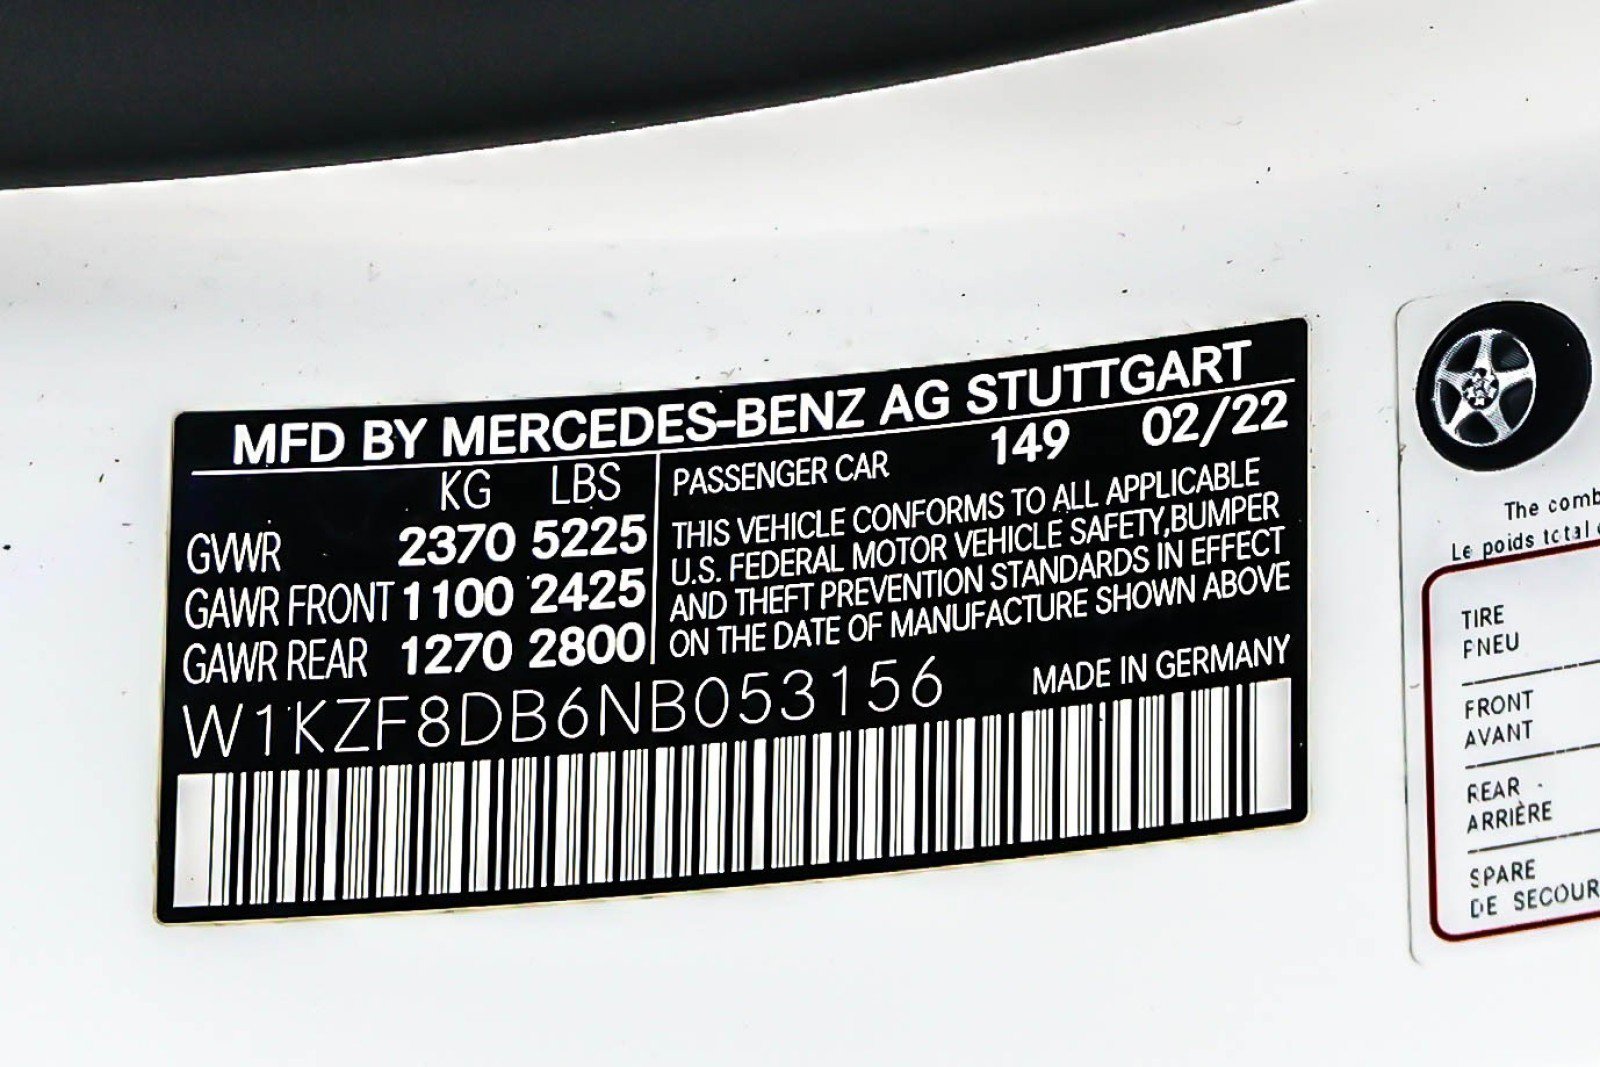 MFD BY MERCEDES-BENZ AG STUTTGART
KG LBS
GVWR 2370 5225
GAWR FRONT 1100 2425
GAWR REAR 1270 2800
PASSENGER CAR 149 02/22
THIS VEHICLE CONFORMS TO ALL APPLICABLE
U.S. FEDERAL MOTOR VEHICLE SAFETY,BUMPER
AND THEFT PREVENTION STANDARDS IN EFFECT
ON THE DATE OF MANUFACTURE SHOWN ABOVE
W1KZF8DB6NB053156
MADE IN GERMANY
The comb
Le poids total
TIRE
PNEU
FRONT
AVANT
REAR
ARRIÈRE
SPARE
DE SECOUR